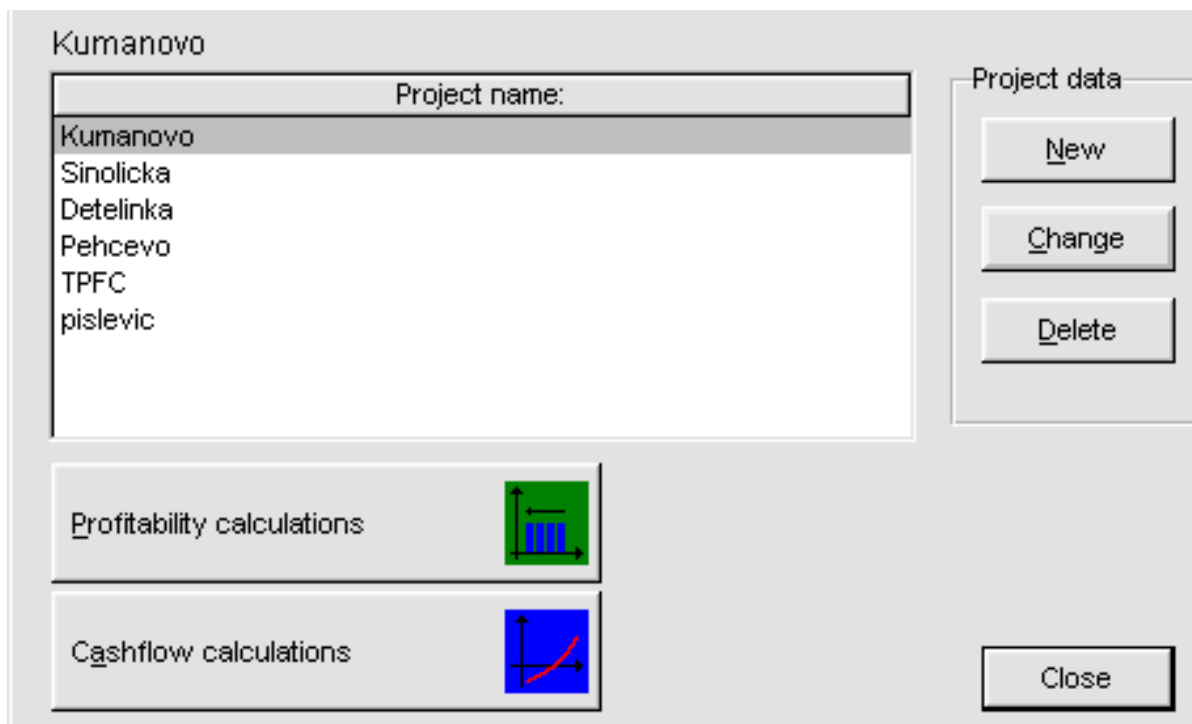 Kumanovo
Project name:
Kumanovo
Sinolicka
Detelinka
Pehcevo
TPFC
pislevic
Project data
New
Change
Delete
Profitability calculations
Cashflow calculations
Close